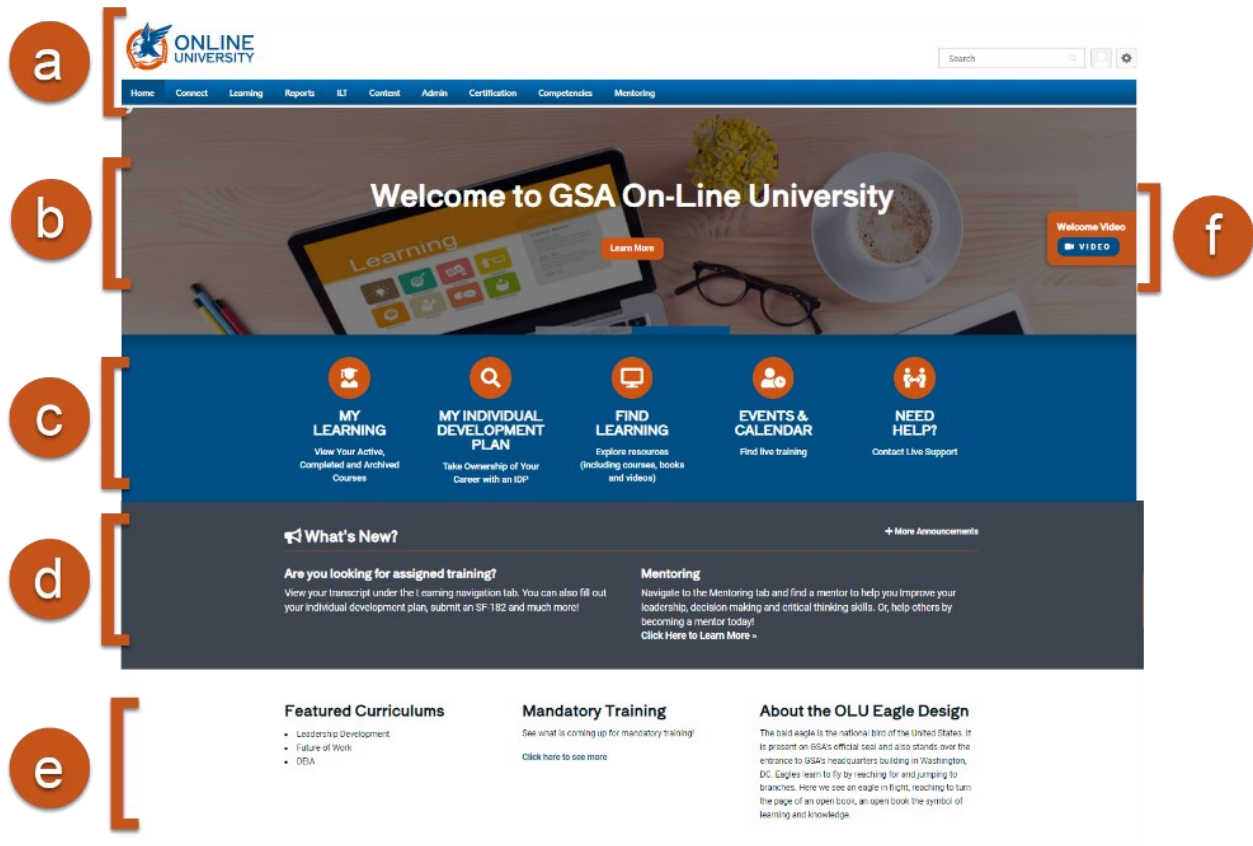 a
ONLINE
UNIVERSITY
Search
Home Connect Learning Reports ILT Content Admin Certification Competencies Mentoring
b
Welcome to GSA On-Line University
Learning
Learn More
f
Welcome Video
VIDEO
c
MY
LEARNING
View Your Active,
Completed and Archived
Courses
MY INDIVIDUAL
DEVELOPMENT
PLAN
Take Ownership of Your
Career with an IDP
FIND
LEARNING
Explore resources
(including courses, books
and videos)
EVENTS &
CALENDAR
Find live training
NEED
HELP?
Contact Live Support
d
What's New?
+ More Announcements
Are you looking for assigned training?
View your transcript under the Learning navigation tab. You can also fill out
your individual development plan, submit an SF-182 and much more!
Mentoring
Navigate to the Mentoring tab and find a mentor to help you Improve your
leadership, decision-making and critical thinking skills. Or, help others by
becoming a mentor today!
Click Here to Learn More »
e
Featured Curriculums
• Leadership Development
• Future of Work
• DEIA
Mandatory Training
See what is coming up for mandatory training!
Click here to see more
About the OLU Eagle Design
The bald eagle is the national bird of the United States. It
is present on GSA's official seal and also stands over the
entrance to GSA's headquarters building in Washington,
DC. Eagles learn to fly by reaching for and jumping to
branches. Here we see an eagle in flight, reaching to turn
the page of an open book, an open book the symbol of
learning and knowledge.